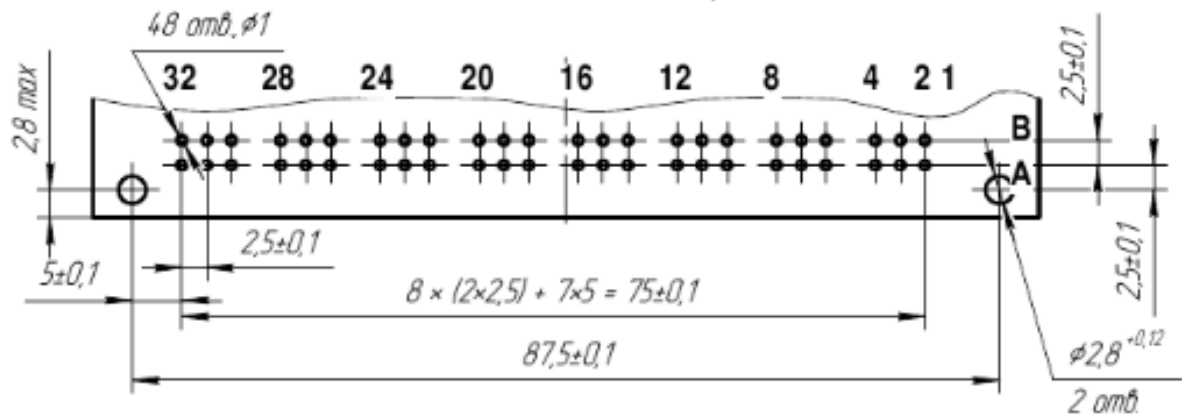 48 отв.,⌀1
32 28 24 20 16 12 8 4 2 1
2,5±0,1
2,8 max
B
A
2,5±0,1
5±0,1
2,5±0,1
8 × (2×2,5) + 7×5 = 75±0,1
87,5±0,1
⌀2,8 +0,12
2 отв.